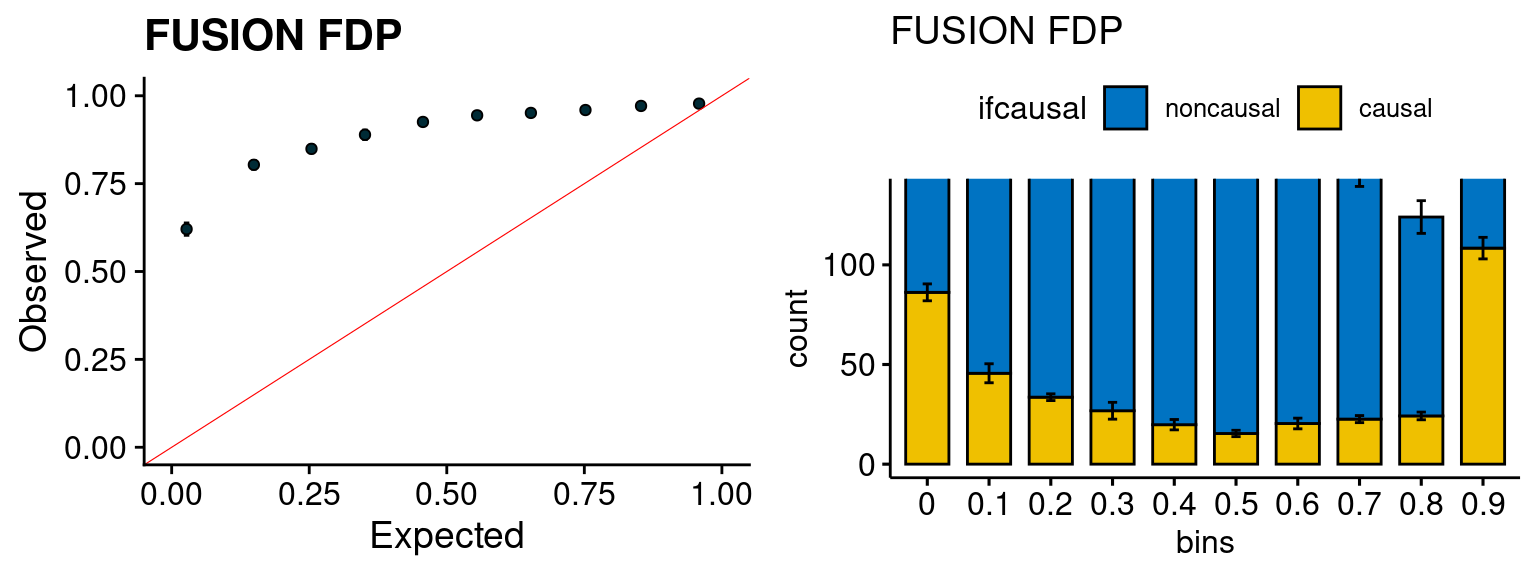 FUSION FDP
1.00
0.75
0.50
0.25
0.00
Observed
0.00 0.25 0.50 0.75 1.00
Expected
FUSION FDP
ifcausal noncausal causal
100
50
0
count
0 0.1 0.2 0.3 0.4 0.5 0.6 0.7 0.8 0.9
bins